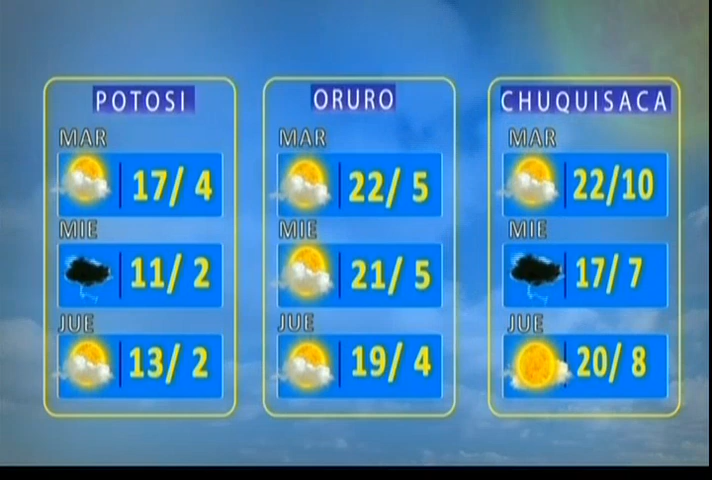 POTOSI
MAR
17/ 4
MIE
11/ 2
JUE
13/ 2
ORURO
MAR
22/ 5
MIE
21/ 5
JUE
19/ 4
CHUQUISACA
MAR
22/10
MIE
17/ 7
JUE
20/ 8